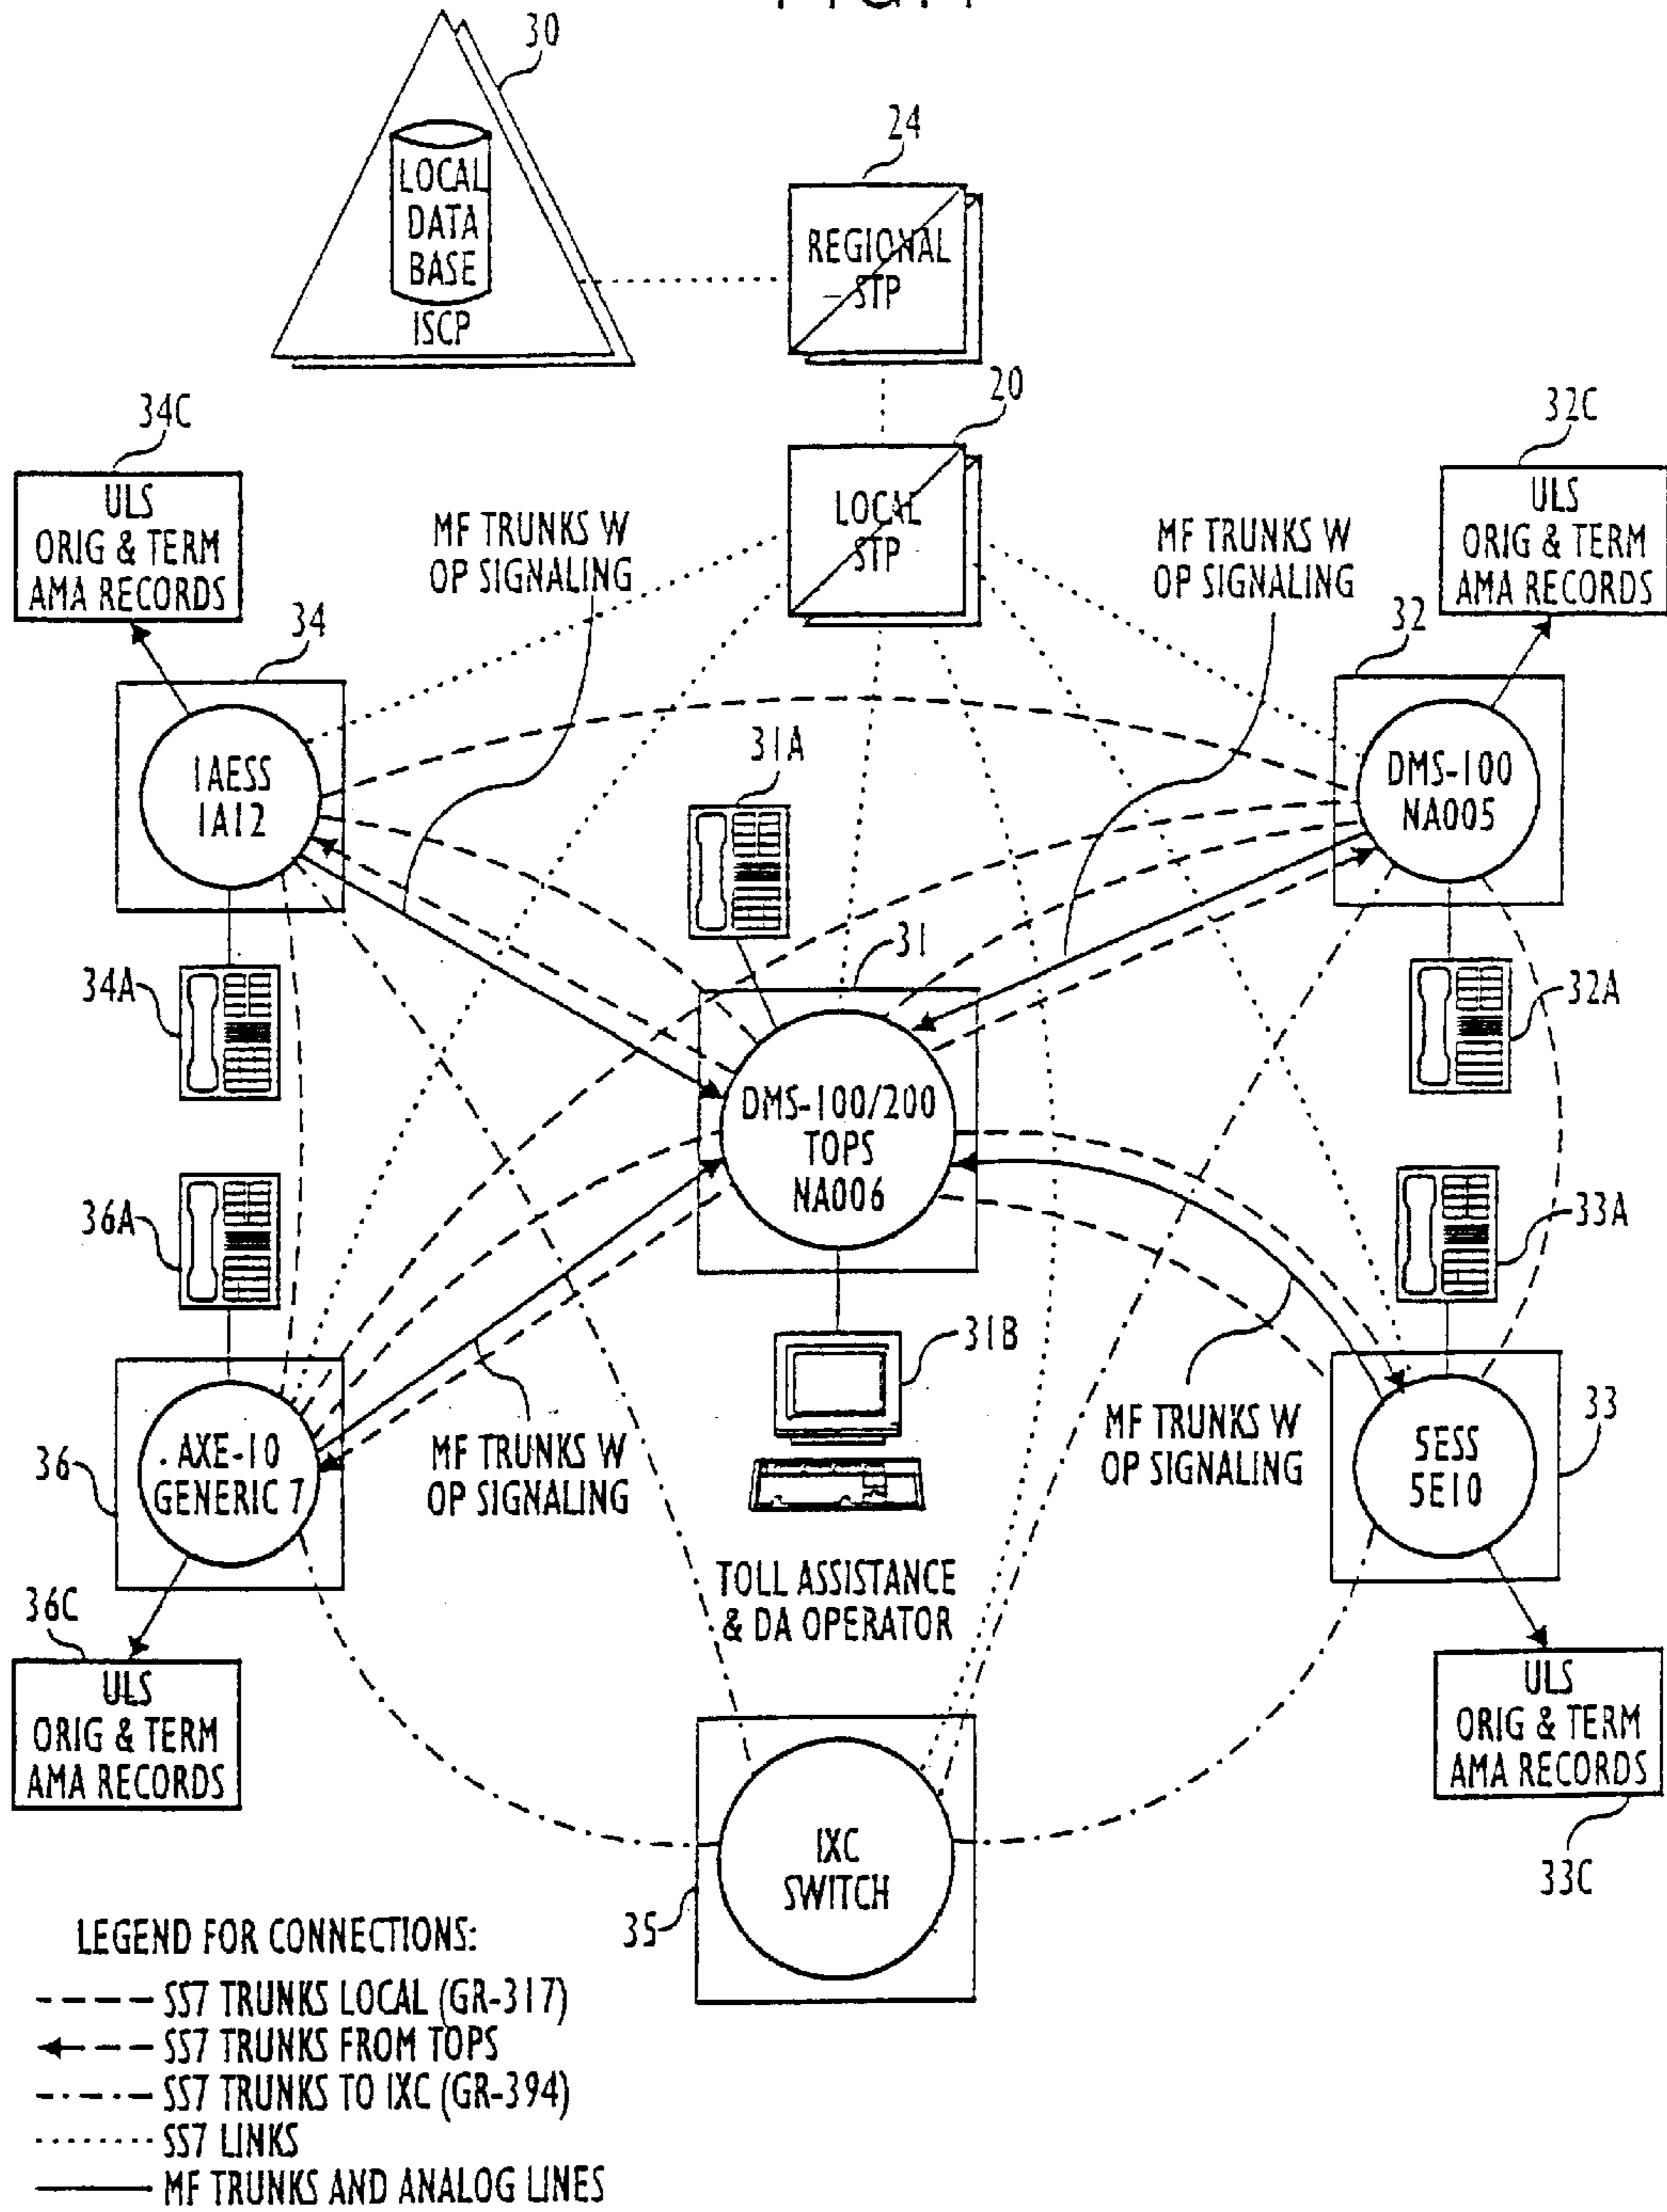 30
24
LOCAL
DATA
BASE
ISCP
REGIONAL
STP
20
34C
32C
ULS
ORIG & TERM
AMA RECORDS
MF TRUNKS W
OP SIGNALING
LOCAL
STP
MF TRUNKS W
OP SIGNALING
ULS
ORIG & TERM
AMA RECORDS
34
32
1AESS
1A12
31A
DMS-100
NA005
31
34A
32A
DMS-100/200
TOPS
NA006
36A
33A
31B
36
AXE-10
GENERIC 7
MF TRUNKS W
OP SIGNALING
MF TRUNKS W
OP SIGNALING
5ESS
5E10
33
TOLL ASSISTANCE
& DA OPERATOR
36C
ULS
ORIG & TERM
AMA RECORDS
ULS
ORIG & TERM
AMA RECORDS
33C
IXC
SWITCH
35
LEGEND FOR CONNECTIONS:
SS7 TRUNKS LOCAL (GR-317)
SS7 TRUNKS FROM TOPS
SS7 TRUNKS TO IXC (GR-394)
SS7 LINKS
MF TRUNKS AND ANALOG LINES